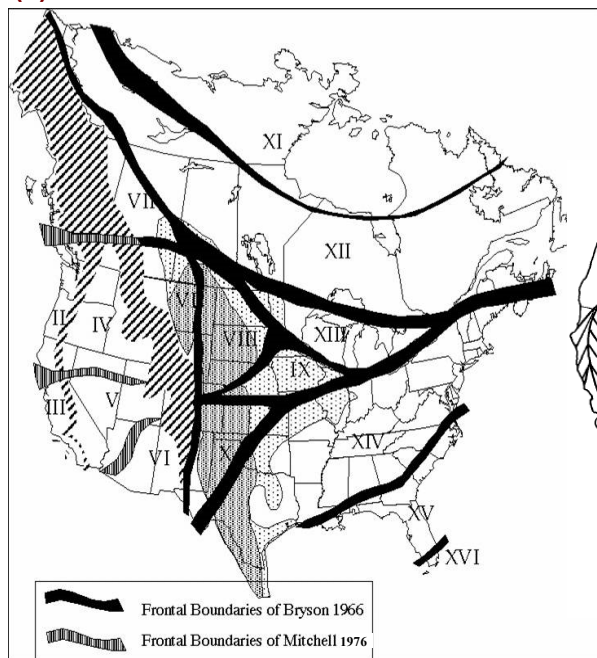 XI
VII
XII
II
IV
VI
VIII
XIII
IX
III
V
VI
X
XIV
XV
XVI
Frontal Boundaries of Bryson 1966
Frontal Boundaries of Mitchell 1976